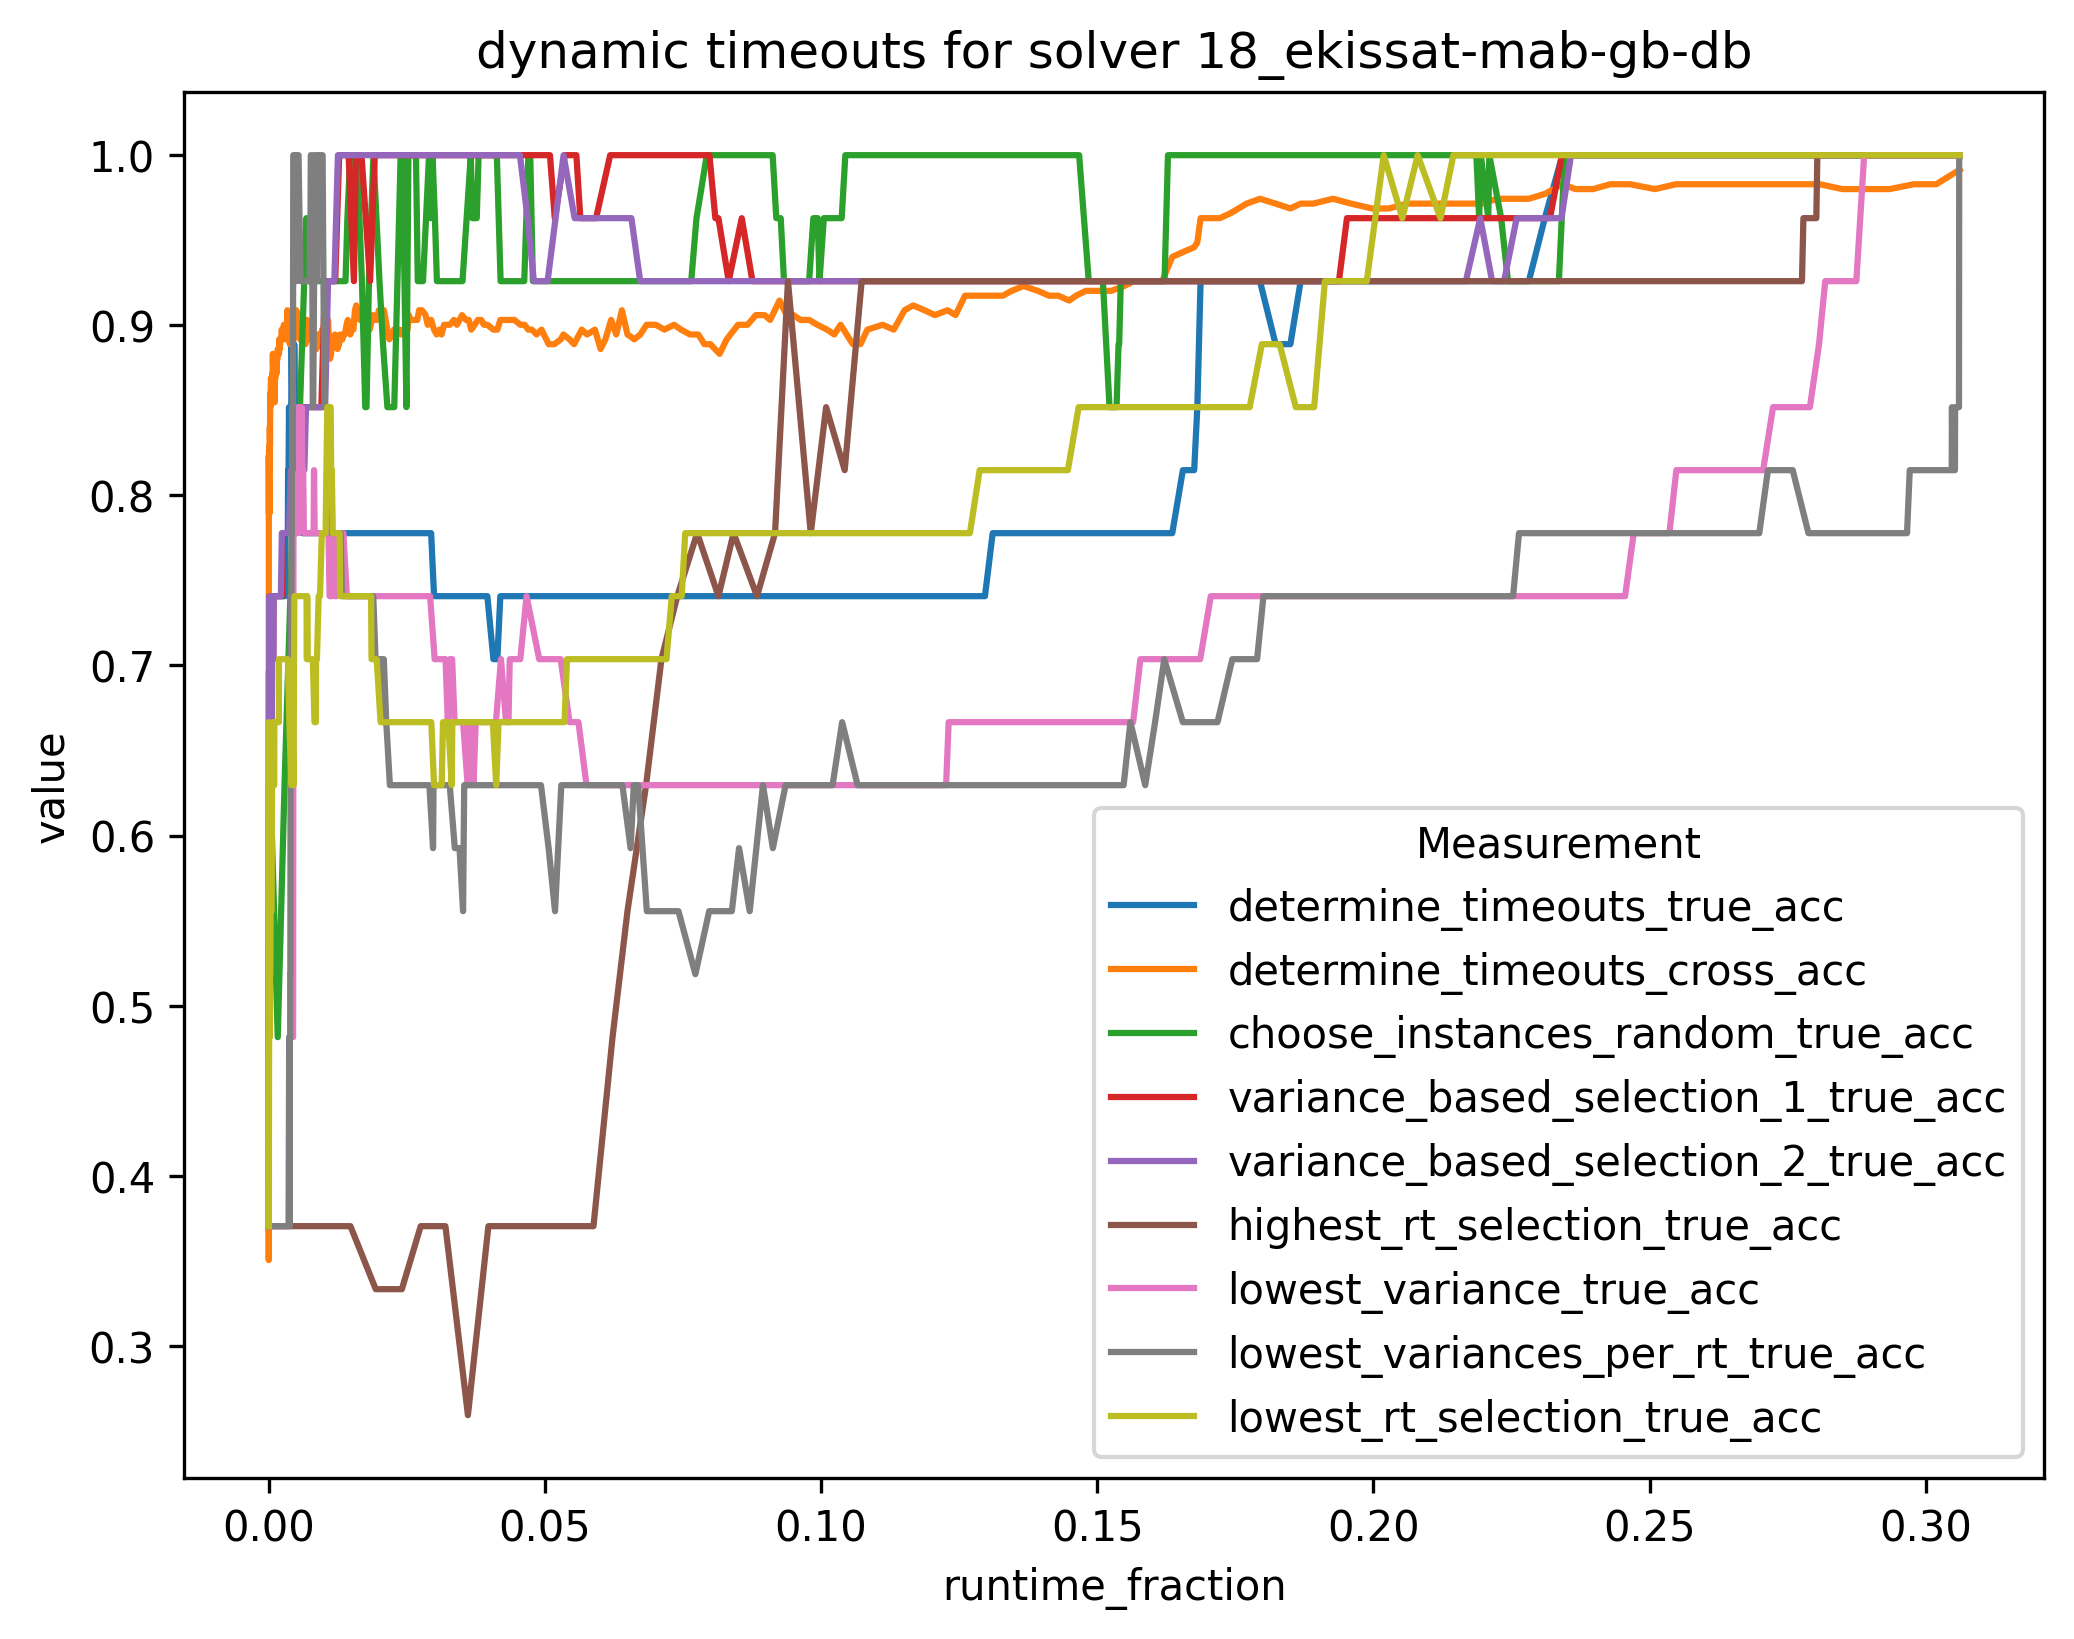 dynamic timeouts for solver 18_ekissat-mab-gb-db
1.0
0.9
0.8
0.7
0.6
0.5
0.4
0.3
value
Measurement
determine_timeouts_true_acc
determine_timeouts_cross_acc
choose_instances_random_true_acc
variance_based_selection_1_true_acc
variance_based_selection_2_true_acc
highest_rt_selection_true_acc
lowest_variance_true_acc
lowest_variances_per_rt_true_acc
lowest_rt_selection_true_acc
0.00 0.05 0.10 0.15 0.20 0.25 0.30
runtime_fraction